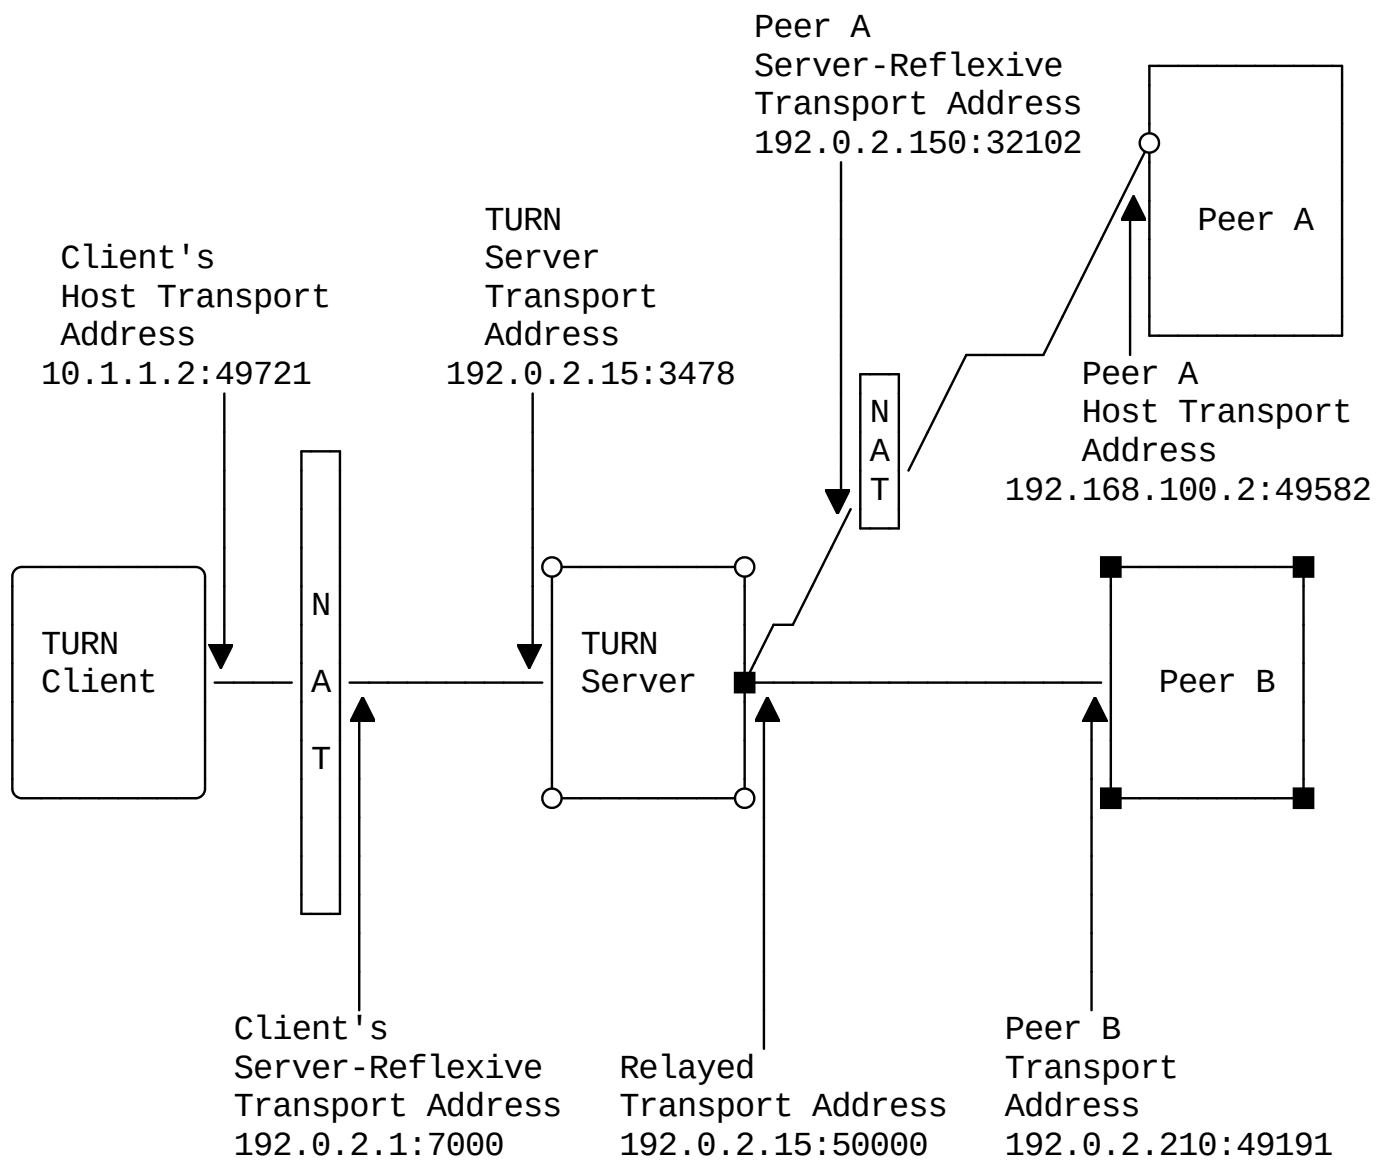 Peer A
Server-Reflexive
Transport Address
192.0.2.150:32102
Peer A
TURN
Server
Transport
Address
192.0.2.15:3478
Client's
Host Transport
Address
10.1.1.2:49721
Peer A
Host Transport
Address
192.168.100.2:49582
N
A
T
TURN
Client
N
A
T
TURN
Server
Peer B
Client's
Server-Reflexive
Transport Address
192.0.2.1:7000
Relayed
Transport Address
192.0.2.15:50000
Peer B
Transport
Address
192.0.2.210:49191